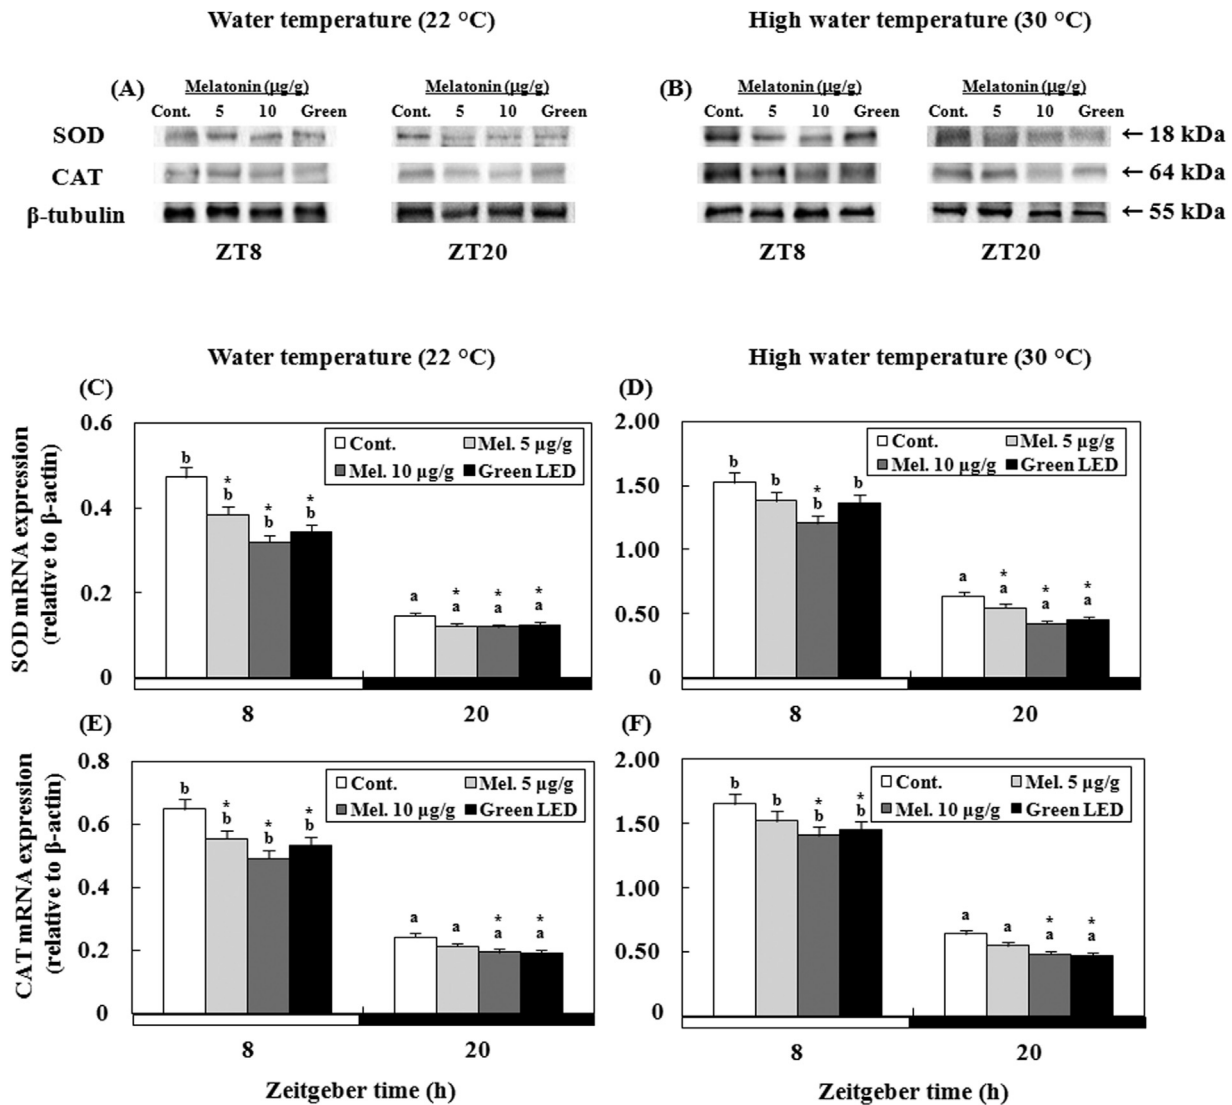 Water temperature (22 °C)
High water temperature (30 °C)
(A)
Melatonin (µg/g)
Cont. 5 10 Green
Melatonin (µg/g)
Cont. 5 10 Green
(B)
Melatonin (µg/g)
Cont. 5 10 Green
Melatonin (µg/g)
Cont. 5 10 Green
SOD
← 18 kDa
CAT
← 64 kDa
β-tubulin
← 55 kDa
ZT8
ZT20
ZT8
ZT20
Water temperature (22 °C)
High water temperature (30 °C)
(C)
SOD mRNA expression
(relative to β-actin)
0.6
0.4
0.2
0
Cont. Mel. 5 µg/g
Mel. 10 µg/g Green LED
b
* b
* b
* b
a
* a
* a
* a
8
20
(D)
2.00
1.50
1.00
0.50
0.00
Cont. Mel. 5 µg/g
Mel. 10 µg/g Green LED
b
b
* b
b
a
* a
* a
* a
8
20
(E)
CAT mRNA expression
(relative to β-actin)
0.8
0.6
0.4
0.2
0
Cont. Mel. 5 µg/g
Mel. 10 µg/g Green LED
b
* b
* b
* b
a
a
* a
* a
8
20
Zeitgeber time (h)
(F)
2.00
1.50
1.00
0.50
0.00
Cont. Mel. 5 µg/g
Mel. 10 µg/g Green LED
b
b
* b
* b
a
a
* a
* a
8
20
Zeitgeber time (h)